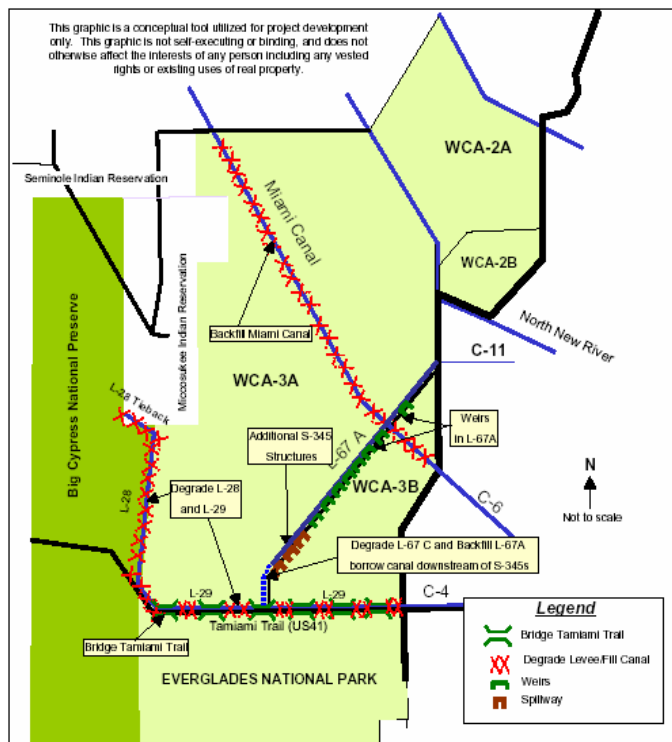 This graphic is a conceptual tool utilized for project development
only. This graphic is not self-executing or binding, and does not
otherwise affect the interests of any person including any vested
rights or existing uses of real property.
WCA-2A
Seminole Indian Reservation
Miami Canal
WCA-2B
Miccosukee Indian Reservation
North New River
Backfill Miami Canal
C-11
WCA-3A
L-28 Tieback
Big Cypress National Preserve
Weirs
in L-67A
Additional S-345
Structures
L-67 A
WCA-3B
N
Not to scale
L-28
Degrade L-28
and L-29
C-6
Degrade L-67 C and Backfill L-67A
borrow canal downstream of S-345s
L-29
L-29
C-4
Tamiami Trail (US41)
Bridge Tamiami Trail
EVERGLADES NATIONAL PARK
Legend
Bridge Tamiami Trail
Degrade Levee/Fill Canal
Weirs
Spillway